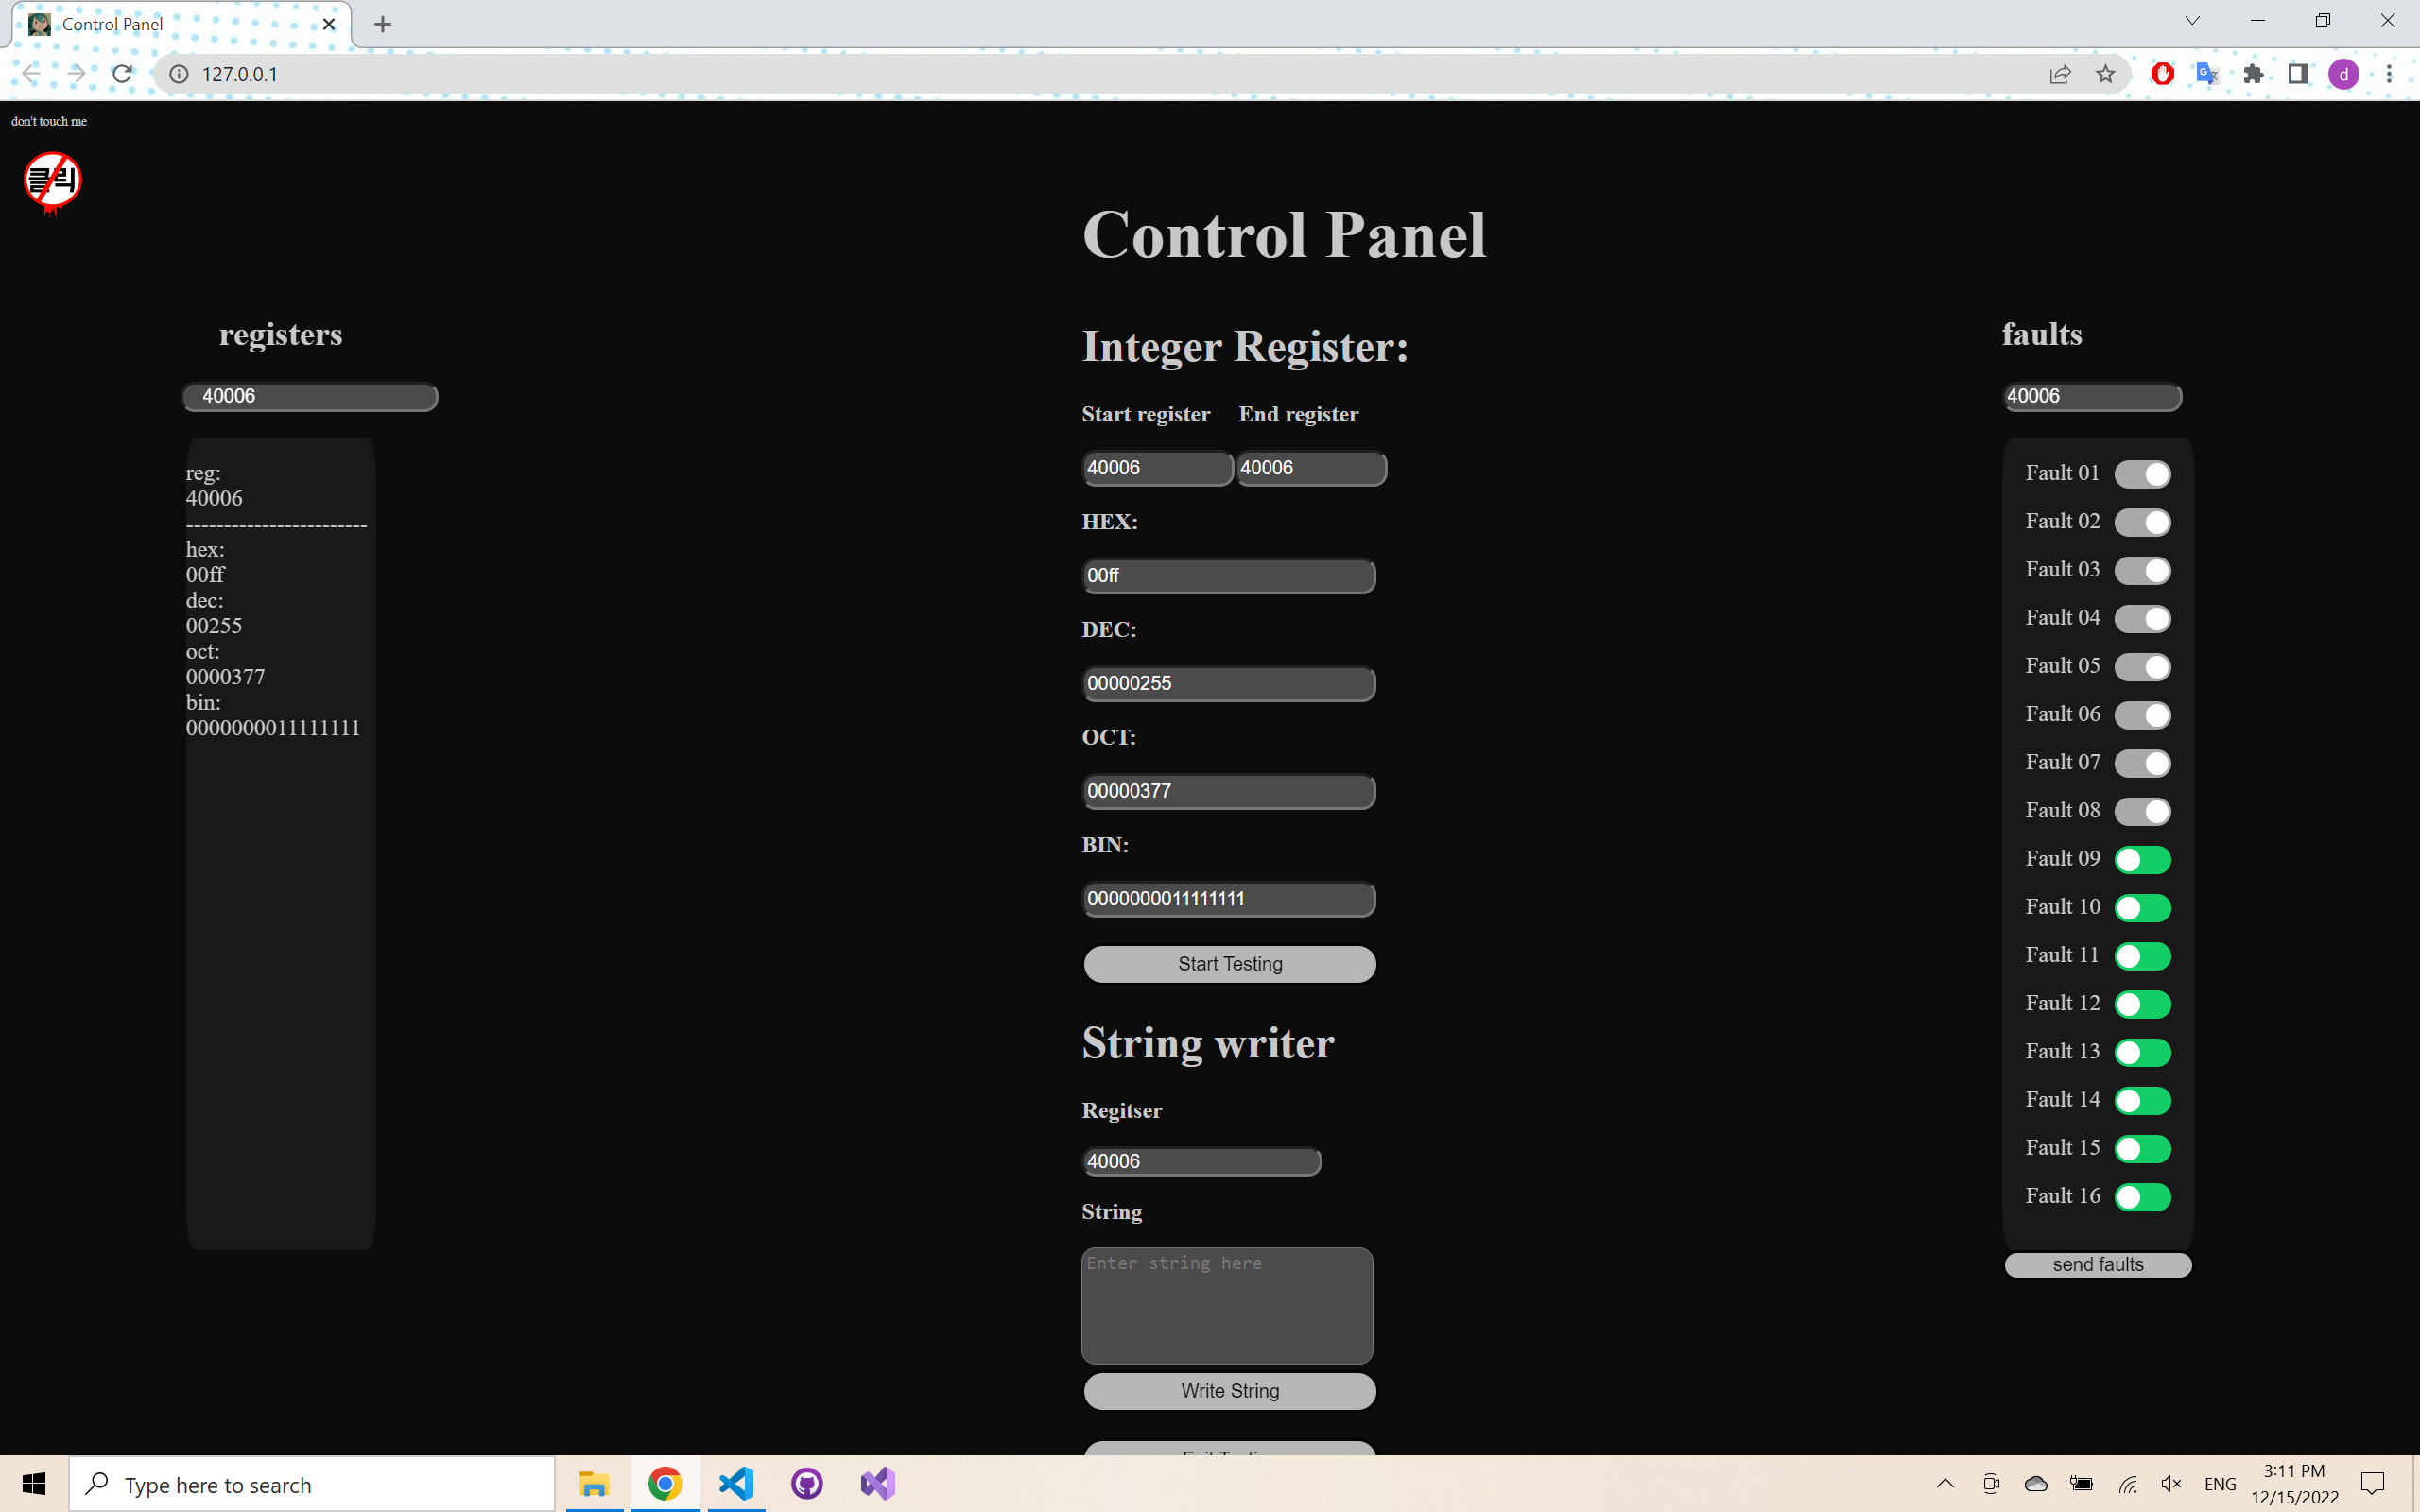 Control Panel
127.0.0.1
d
don't touch me
클릭
Control Panel
registers
40006
reg:
40006
------------------------
hex:
00ff
dec:
00255
oct:
0000377
bin:
0000000011111111
Integer Register:
Start register End register
40006 40006
HEX:
00ff
DEC:
00000255
OCT:
00000377
BIN:
0000000011111111
Start Testing
String writer
Regitser
40006
String
Enter string here
Write String
faults
40006
Fault 01
Fault 02
Fault 03
Fault 04
Fault 05
Fault 06
Fault 07
Fault 08
Fault 09
Fault 10
Fault 11
Fault 12
Fault 13
Fault 14
Fault 15
Fault 16
send faults
Type here to search
ENG
3:11 PM
12/15/2022